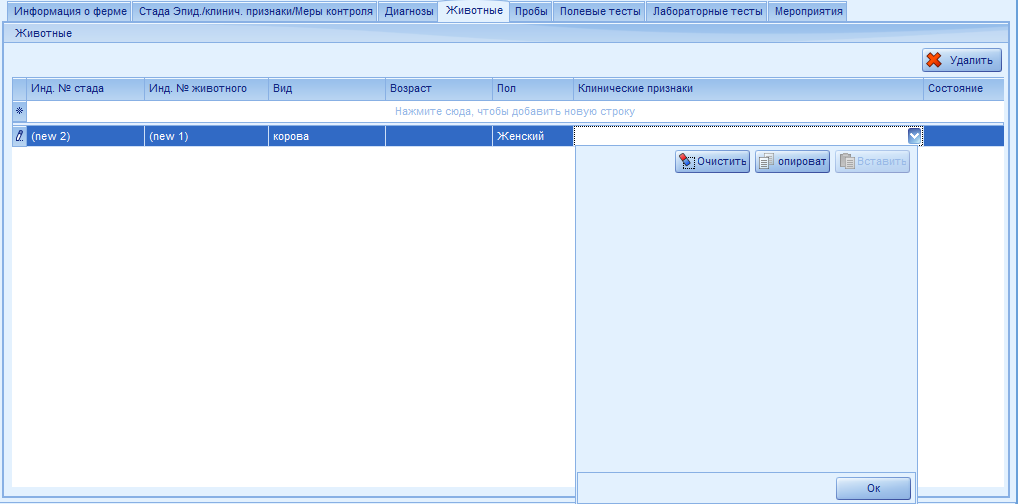 Информация о ферме Стада Эпид./клинич. признаки/Меры контроля Диагнозы Животные Пробы Полевые тесты Лабораторные тесты Мероприятия
Животные
Удалить
Инд. № стада Инд. № животного Вид Возраст Пол Клинические признаки Состояние
Нажмите сюда, чтобы добавить новую строку
(new 2) (new 1) корова Женский
Очистить опироват Вставить
Ок